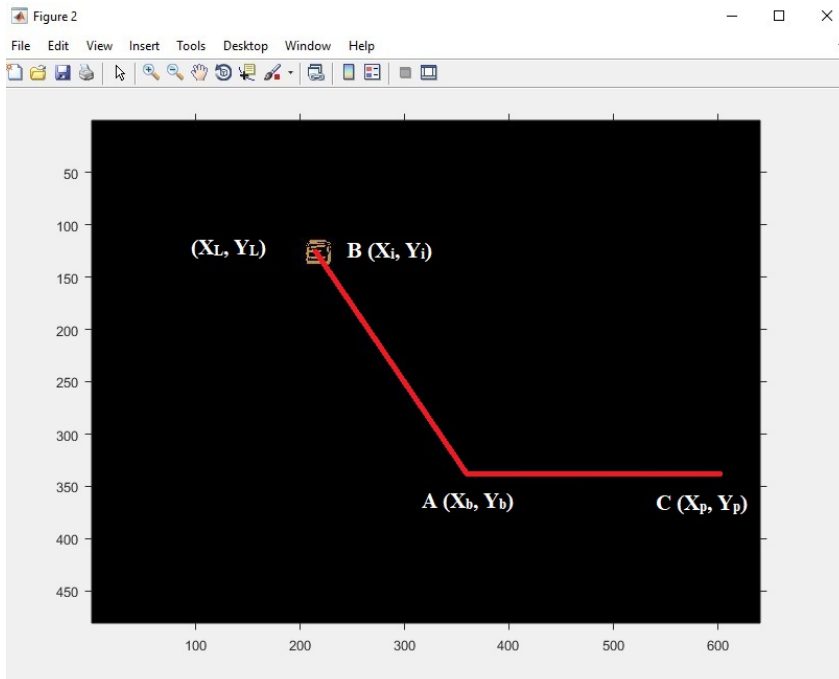 Figure 2
File Edit View Insert Tools Desktop Window Help
50
100
(XL, YL) B (Xi, Yi)
150
200
250
300
350
A (Xb, Yb) C (Xp, Yp)
400
450
100 200 300 400 500 600